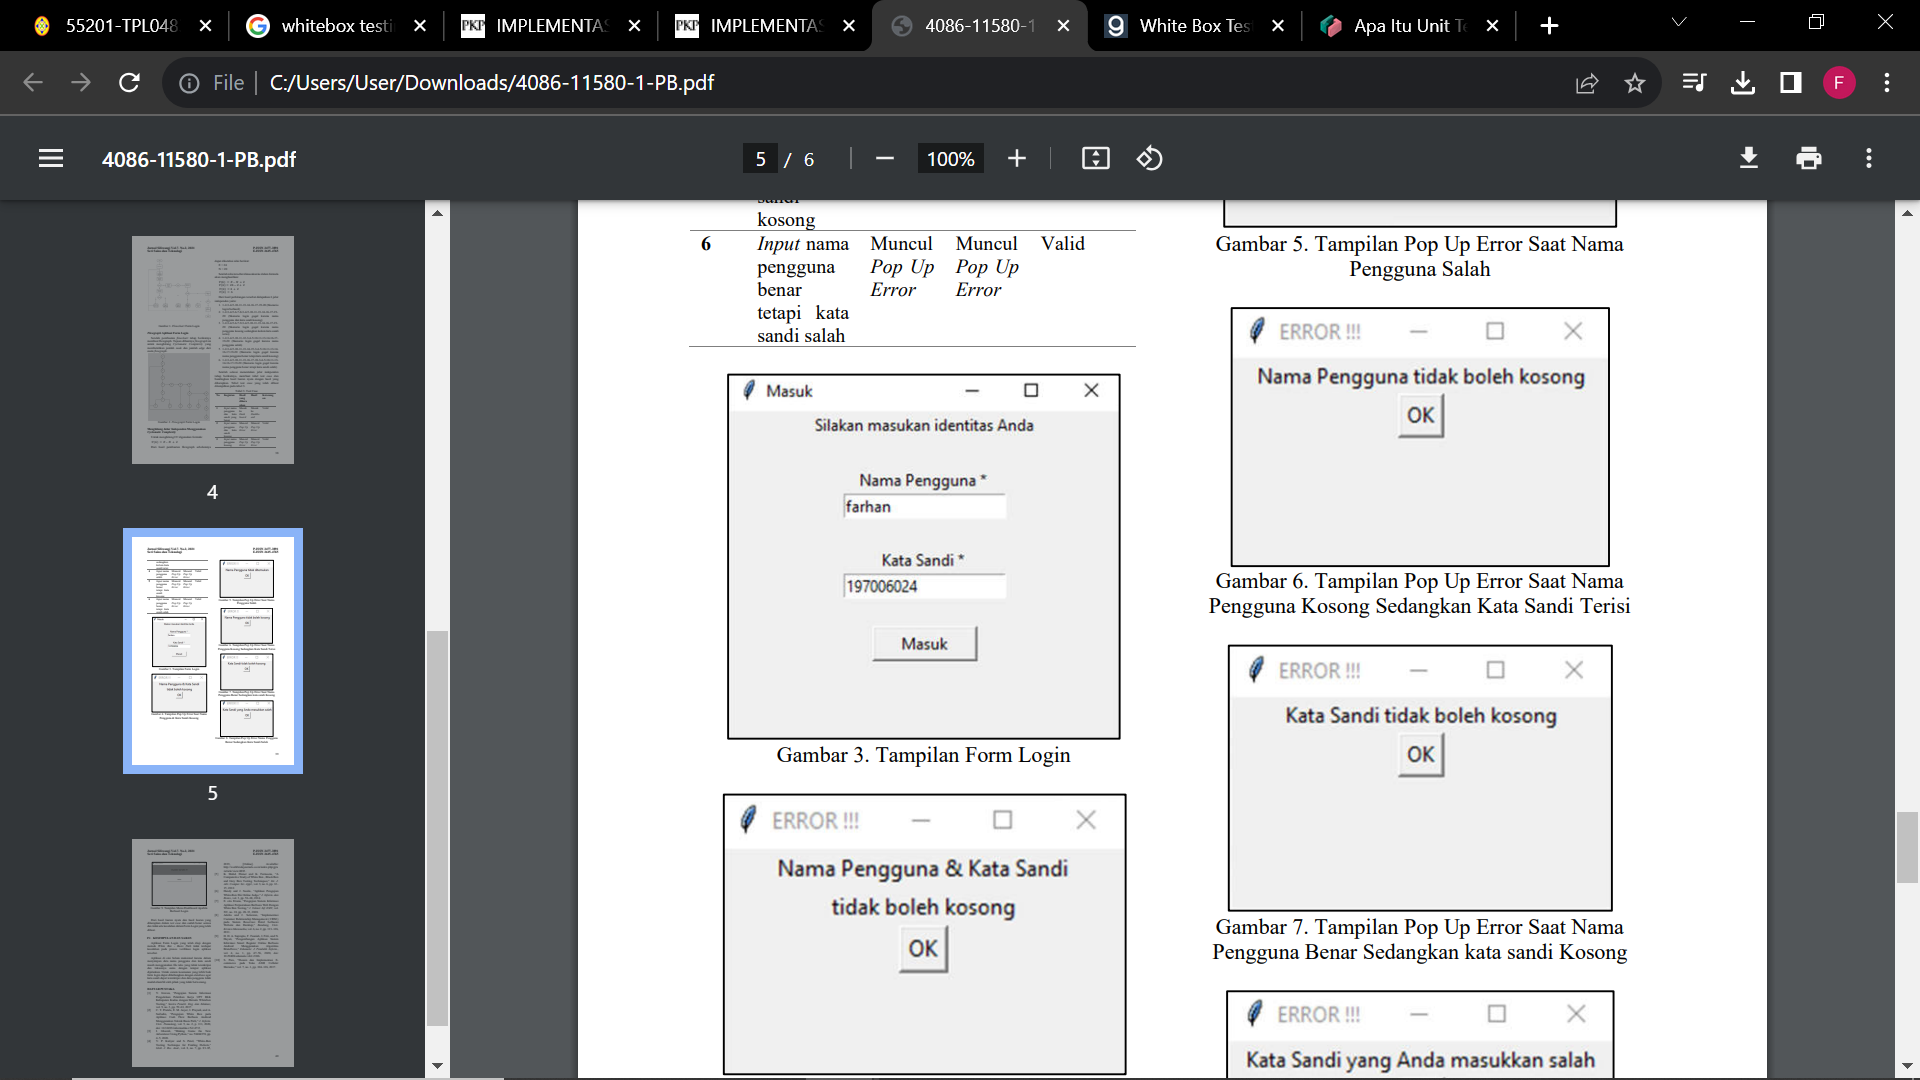 55201-TPL048
whitebox testi
IMPLEMENTAS
IMPLEMENTAS
4086-11580-1
White Box Tes
Apa Itu Unit Te
File
C:/Users/User/Downloads/4086-11580-1-PB.pdf
F
4086-11580-1-PB.pdf
5 / 6
100%
4
5
sandi
kosong
6 Input nama Muncul Muncul Valid
pengguna Pop Up Pop Up
benar Error Error
tetapi kata
sandi salah
Masuk
Silakan masukan identitas Anda
Nama Pengguna *
farhan
Kata Sandi *
197006024
Masuk
Gambar 3. Tampilan Form Login
ERROR !!!
Nama Pengguna & Kata Sandi
tidak boleh kosong
OK
Gambar 5. Tampilan Pop Up Error Saat Nama
Pengguna Salah
ERROR !!!
Nama Pengguna tidak boleh kosong
OK
Gambar 6. Tampilan Pop Up Error Saat Nama
Pengguna Kosong Sedangkan Kata Sandi Terisi
ERROR !!!
Kata Sandi tidak boleh kosong
OK
Gambar 7. Tampilan Pop Up Error Saat Nama
Pengguna Benar Sedangkan kata sandi Kosong
ERROR !!!
Kata Sandi yang Anda masukkan salah